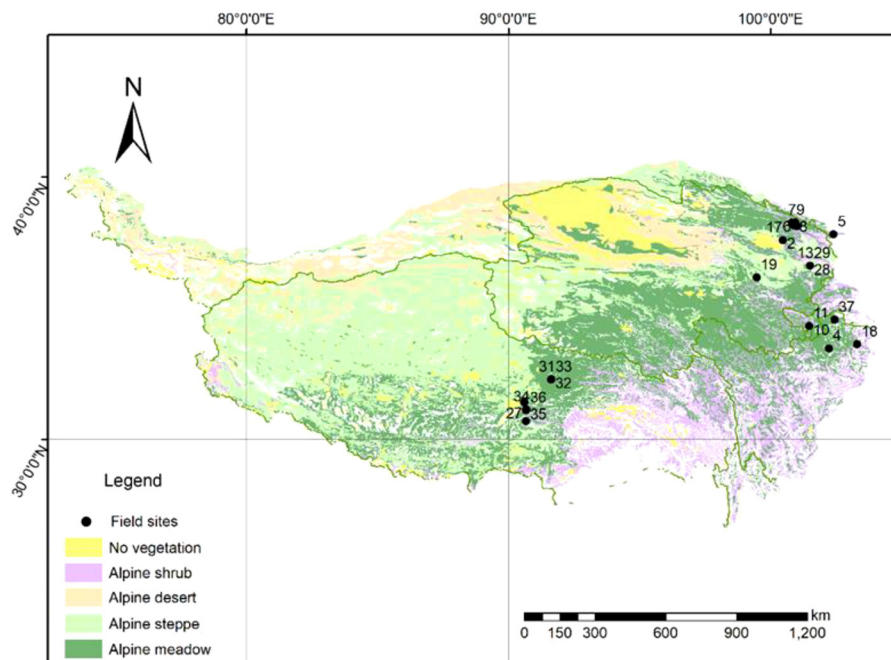 80°0'0"E 90°0'0"E 100°0'0"E
N
40°0'0"N
30°0'0"N
79
5
176 3
2
1329
19
28
11 37
10 4 18
3133
32
3436
27 35
Legend
Field sites
No vegetation
Alpine shrub
Alpine desert
Alpine steppe
Alpine meadow
km
0 150 300 600 900 1,200